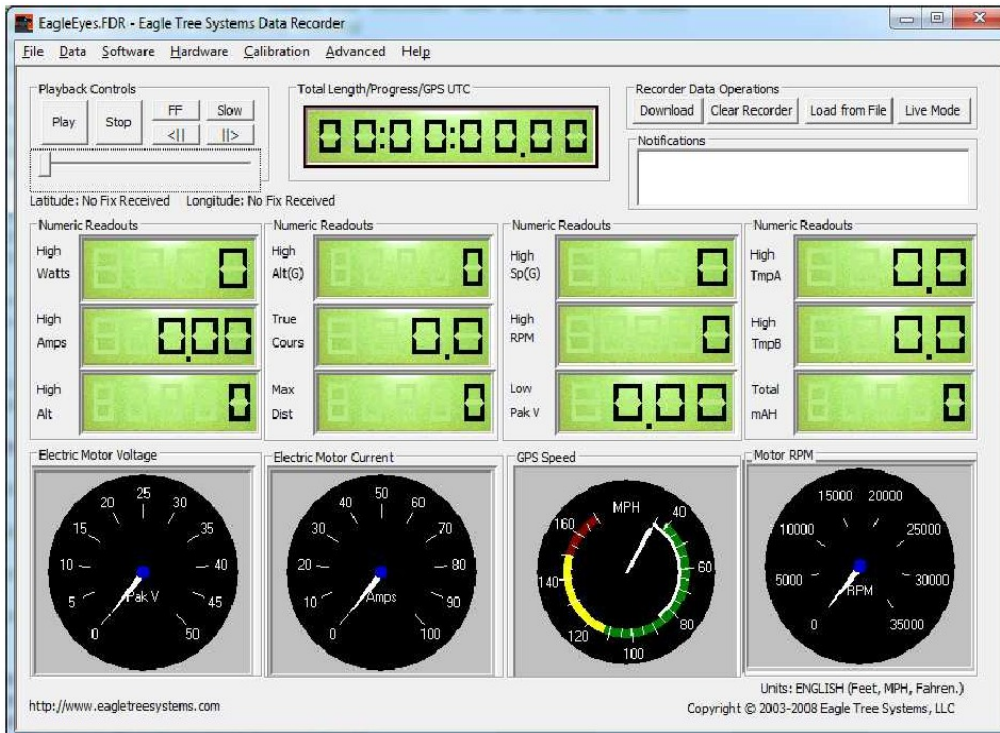 EagleEyes.FDR - Eagle Tree Systems Data Recorder
File Data Software Hardware Calibration Advanced Help
Playback Controls
Play Stop FF Slow
<|| ||>
Total Length/Progress/GPS UTC
00:00:00.00
Recorder Data Operations
Download Clear Recorder Load from File Live Mode
Notifications
Latitude: No Fix Received Longitude: No Fix Received
Numeric Readouts
High
Watts
0
High
Amps
0.00
High
Alt
0
Numeric Readouts
High
Alt(G)
0
True
Cours
0.0
Max
Dist
0
Numeric Readouts
High
Sp(G)
0
High
RPM
0
Low
Pak V
0.00
Numeric Readouts
High
TmpA
0.0
High
TmpB
0.0
Total
mAH
0
Electric Motor Voltage
0 5 10 15 20 25 30 35 40 45 50
Pak V
Electric Motor Current
0 10 20 30 40 50 60 70 80 90 100
Amps
GPS Speed
MPH
40 60 80 100 120 140 160
Motor RPM
0 5000 10000 15000 20000 25000 30000 35000
RPM
Units: ENGLISH (Feet, MPH, Fahren.)
http://www.eagletreesystems.com
Copyright © 2003-2008 Eagle Tree Systems, LLC